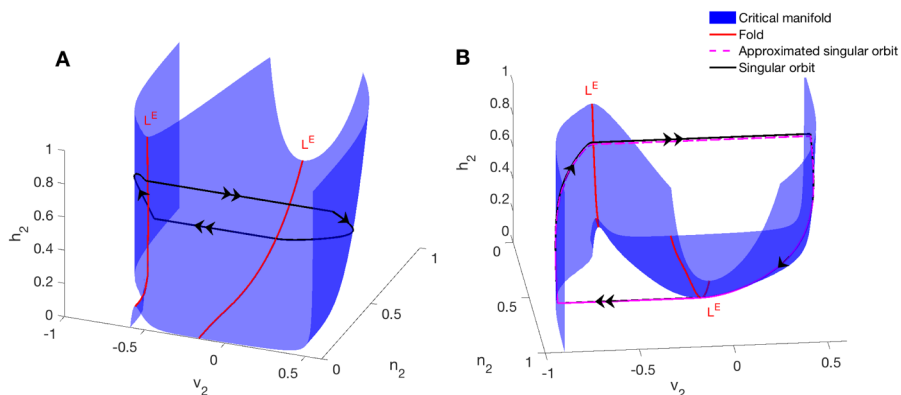 Critical manifold
Fold
Approximated singular orbit
Singular orbit
A
B
L^E
L^E
h_2
1
0.8
0.6
0.4
0.2
0
-1
-0.5
0
0.5
v_2
0
0.5
1
n_2
L^E
L^E
h_2
1
0.8
0.6
0.4
0.2
0
0
0.5
1
n_2
-1
-0.5
0
0.5
1
v_2